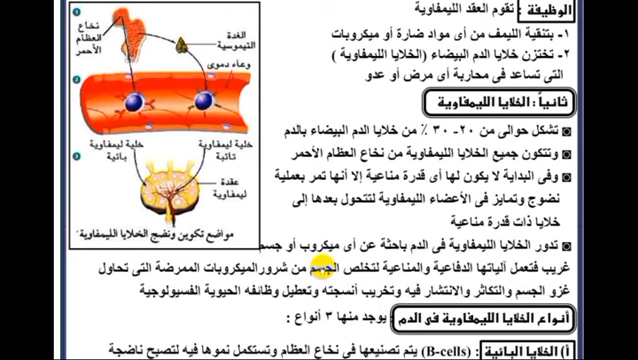 الوظيفة : تقوم العقد الليمفاوية
١- بتنقية الليمف من أى مواد ضارة أو ميكروبات
٢- تختزن خلايا الدم البيضاء (الخلايا الليمفاوية)
التى تساعد فى محاربة أى مرض أو عدو
ثانياً : الخلايا الليمفاوية
تشكل حوالى من ٢٠- ٣٠ ٪ من خلايا الدم البيضاء بالدم
وتتكون جميع الخلايا الليمفاوية من نخاع العظام الأحمر
وفى البداية لا يكون لها أى قدرة مناعية إلا أنها تمر بعملية
نضوج وتمايز فى الأعضاء الليمفاوية لتتحول بعدها إلى
خلايا ذات قدرة مناعية
تدور الخلايا الليمفاوية فى الدم باحثة عن أى ميكروب أو جسم
غريب فتعمل آلياتها الدفاعية والمناعية لتخلص الجسم من شرور الميكروبات الممرضة التى تحاول
غزو الجسم والتكاثر والانتشار فيه وتخريب أنسجته وتعطيل وظائفه الحيوية الفسيولوجية
أنواع الخلايا الليمفاوية فى الدم : يوجد منها ٣ أنواع :
أ) الخلايا البائية : (B-cells) يتم تصنيعها في نخاع العظام وتستكمل نموها فيه لتصبح ناضجة
١
نخاع
العظام
الأحمر
الغدة
التيموسية
وعاء دموى
٢
خلية ليمفاوية
بائية
خلية ليمفاوية
تائية
٣
عقدة
ليمفاوية
مواضع تكوين ونضج الخلايا الليمفاوية